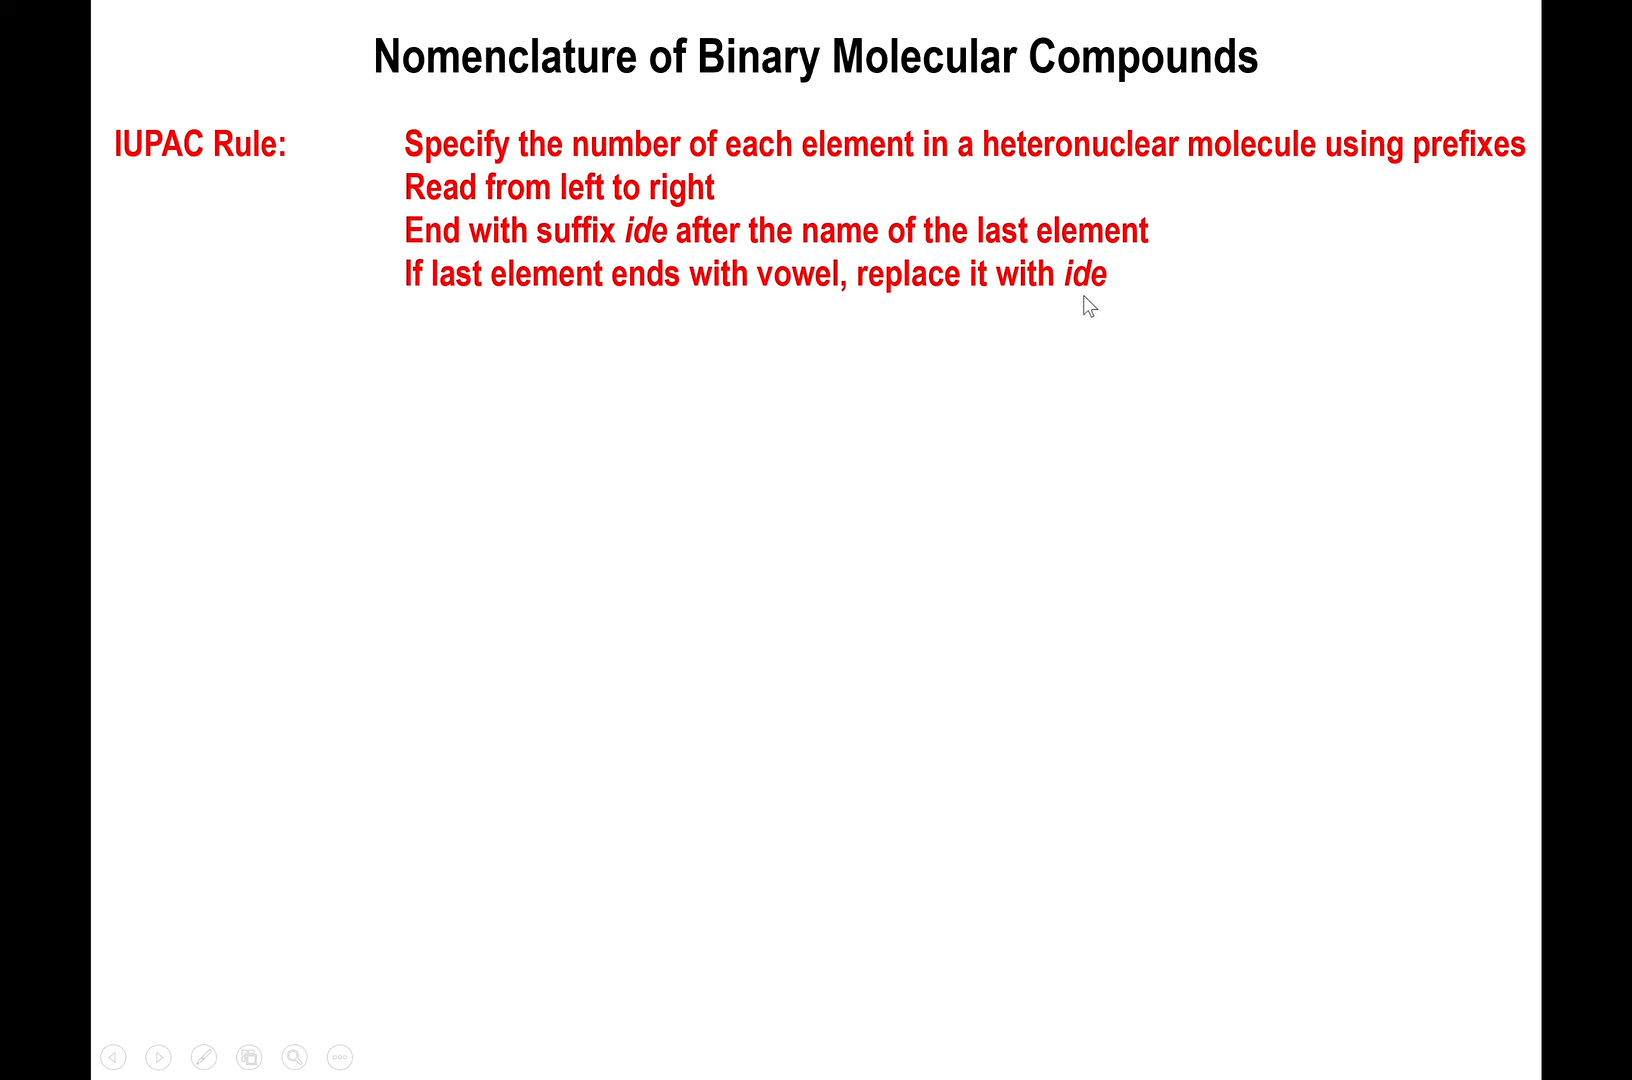 Nomenclature of Binary Molecular Compounds
IUPAC Rule: Specify the number of each element in a heteronuclear molecule using prefixes
Read from left to right
End with suffix ide after the name of the last element
If last element ends with vowel, replace it with ide